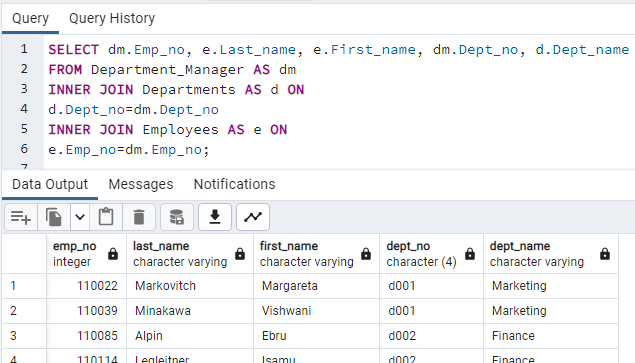 Query Query History
1 SELECT dm.Emp_no, e.Last_name, e.First_name, dm.Dept_no, d.Dept_name
2 FROM Department_Manager AS dm
3 INNER JOIN Departments AS d ON
4 d.Dept_no=dm.Dept_no
5 INNER JOIN Employees AS e ON
6 e.Emp_no=dm.Emp_no;
7
Data Output Messages Notifications
emp_no last_name first_name dept_no dept_name
integer character varying character varying character (4) character varying
1 110022 Markovitch Margareta d001 Marketing
2 110039 Minakawa Vishwani d001 Marketing
3 110085 Alpin Ebru d002 Finance
4 110114 Legleitner Isamu d002 Finance